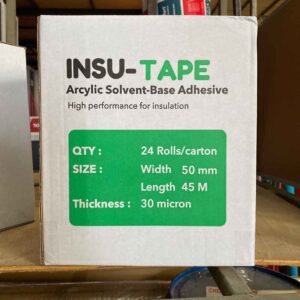 INSU-TAPE
Arcylic Solvent-Base Adhesive
High performance for insulation
QTY : 24 Rolls/carton
SIZE : Width 50 mm
Length 45 M
Thickness : 30 micron